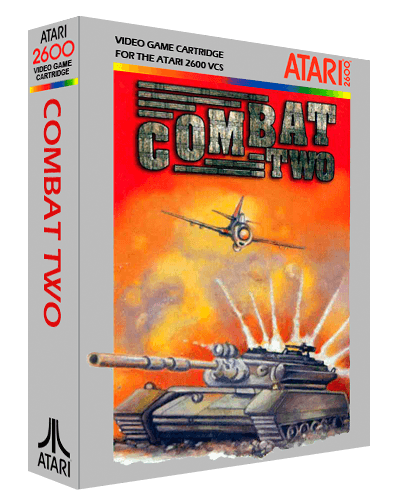 ATARI
2600
VIDEO GAME
CARTRIDGE
COMBAT TWO
ATARI
VIDEO GAME CARTRIDGE
FOR THE ATARI 2600 VCS
ATARI 2600
COMBAT
TWO